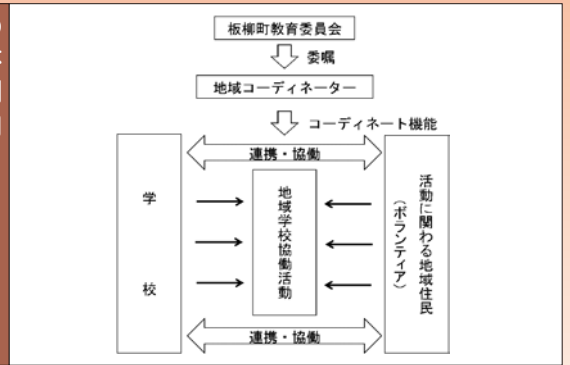 板柳町教育委員会
委嘱
地域コーディネーター
コーディネート機能
連携・協働
学校
地域学校協働活動
活動に関わる地域住民
(ボランティア)
連携・協働